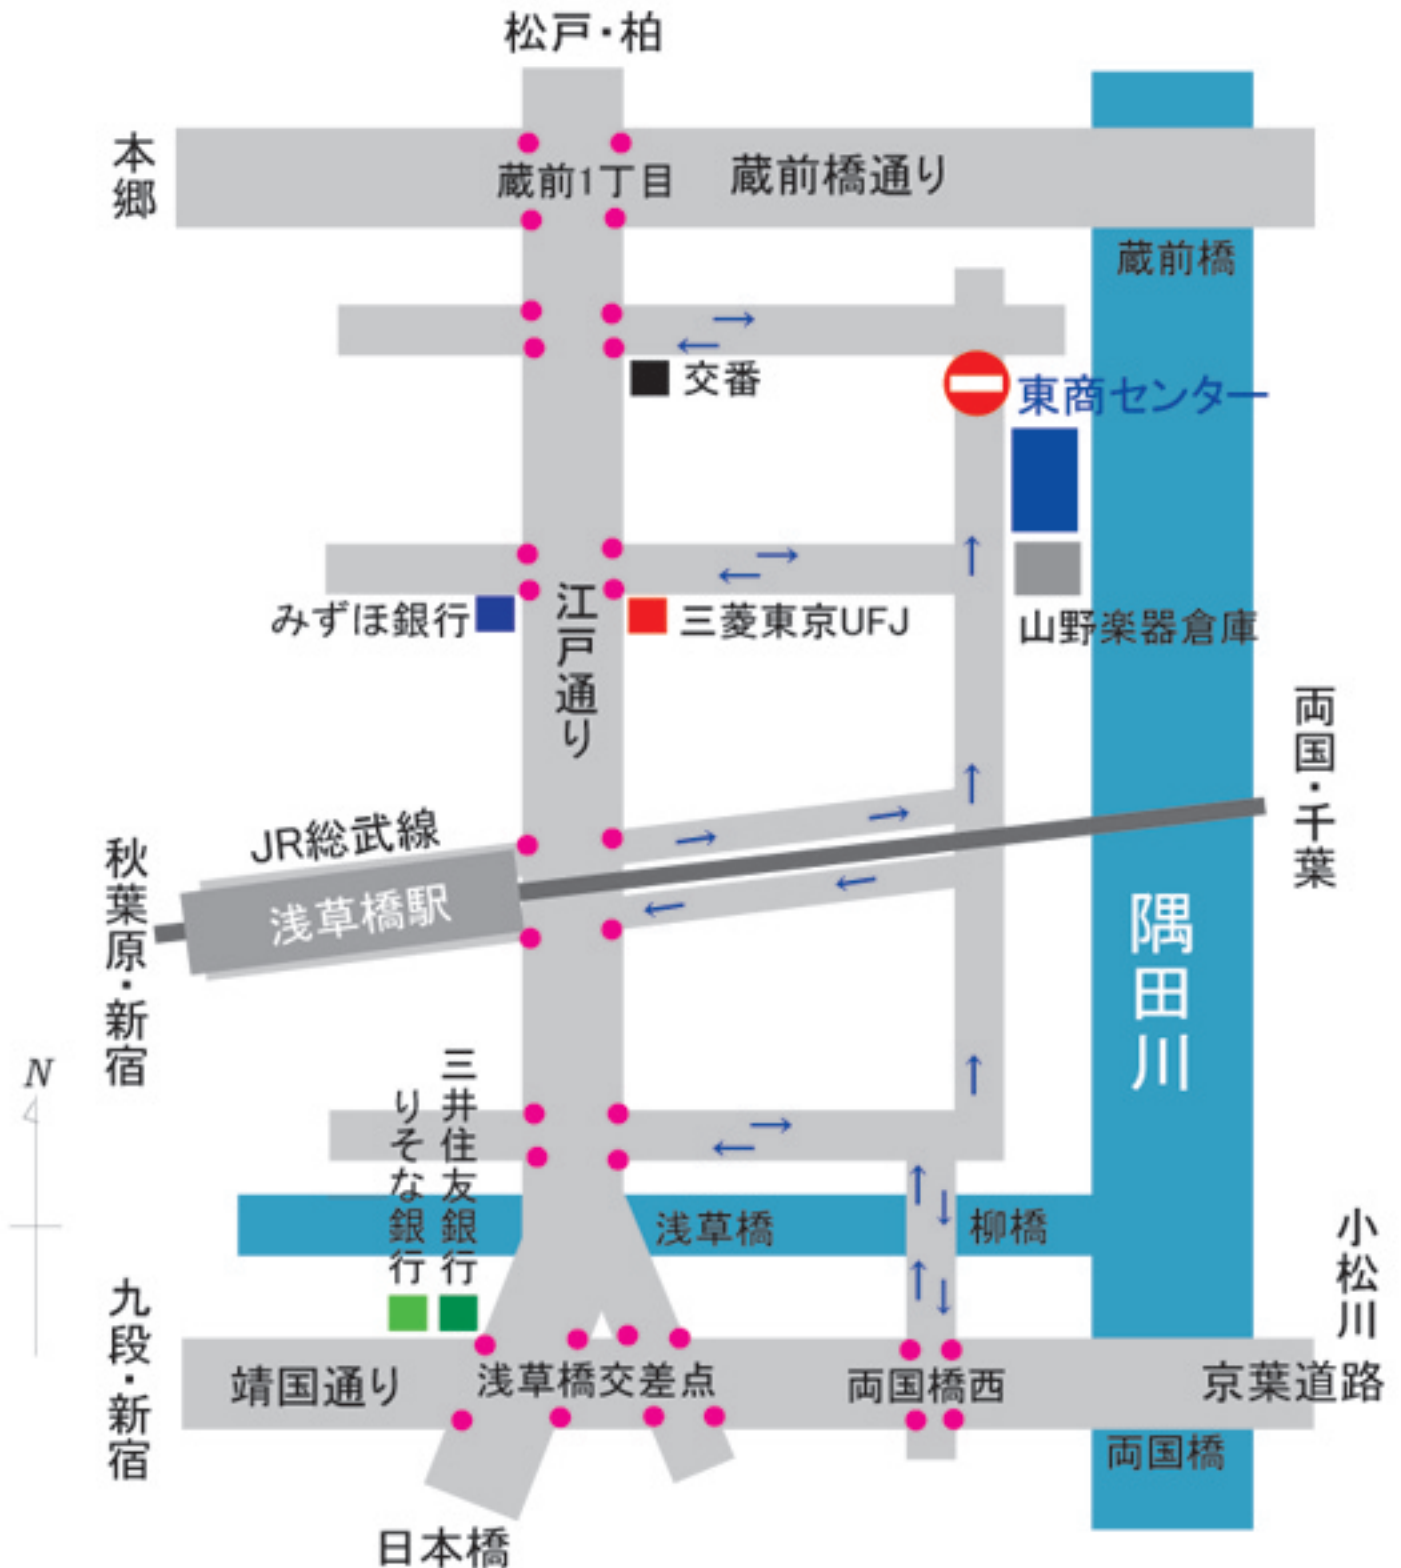 松戸・柏
本郷
蔵前1丁目
蔵前橋通り
蔵前橋
交番
東商センター
みずほ銀行
江戸通り
三菱東京UFJ
山野楽器倉庫
両国・千葉
JR総武線
浅草橋駅
秋葉原・新宿
隅田川
N
りそな銀行
三井住友銀行
浅草橋
柳橋
小松川
九段・新宿
靖国通り
浅草橋交差点
両国橋西
京葉道路
両国橋
日本橋